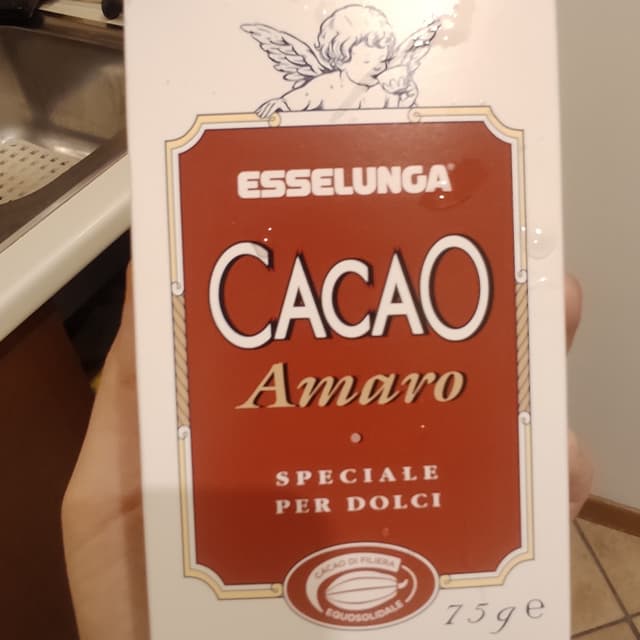 ESSELUNGA®
CACAO
Amaro
SPECIALE
PER DOLCI
CACAO DI FILIERA
EQUOSOLIDALE
75g e